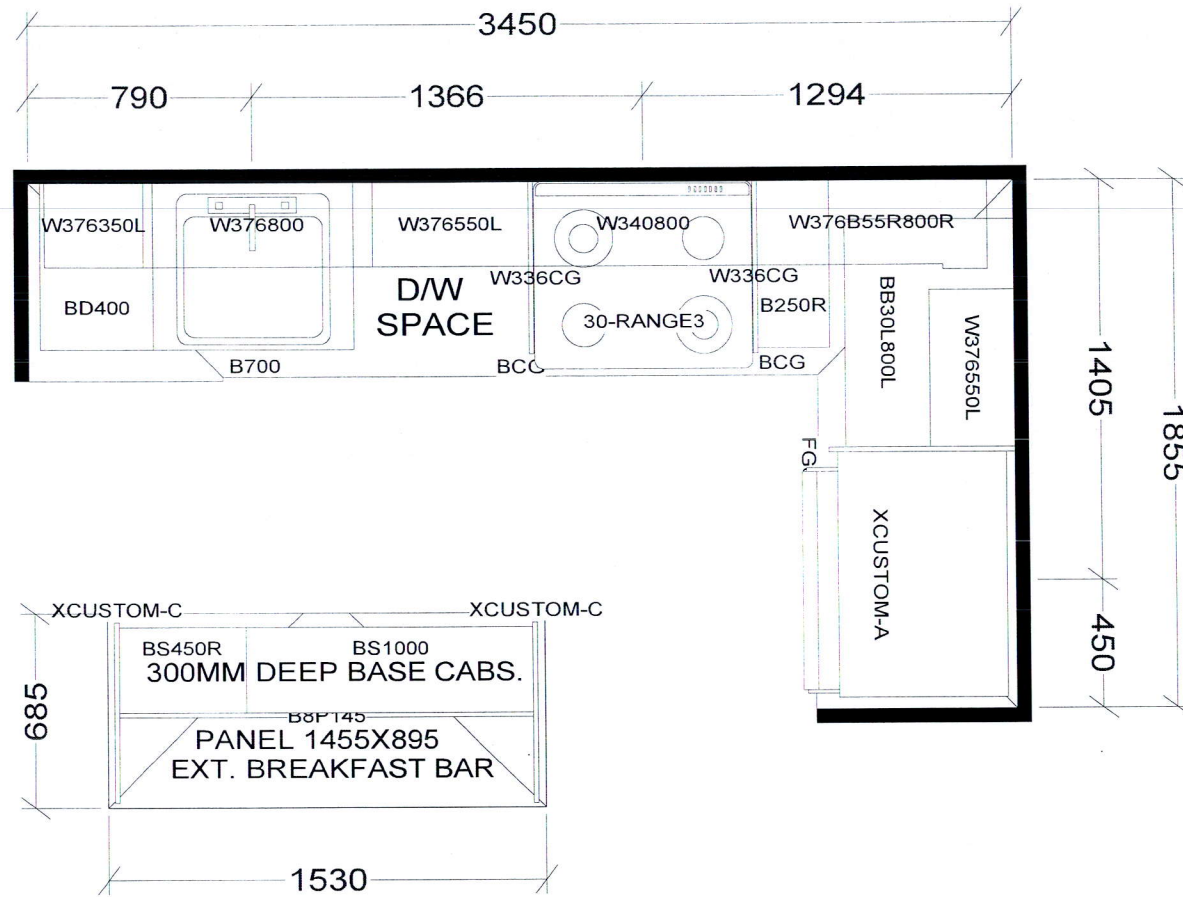 3450
790
1366
1294
W376350L
W376800
W376550L
W340800
W376B55R800R
W336CG
W336CG
BD400
D/W
SPACE
30-RANGE3
B250R
BB30L800L
W376550L
B700
BCG
BCG
1405
1855
FG
XCUSTOM-A
XCUSTOM-C
XCUSTOM-C
450
BS450R
BS1000
300MM DEEP BASE CABS.
685
B8P145
PANEL 1455X895
EXT. BREAKFAST BAR
1530